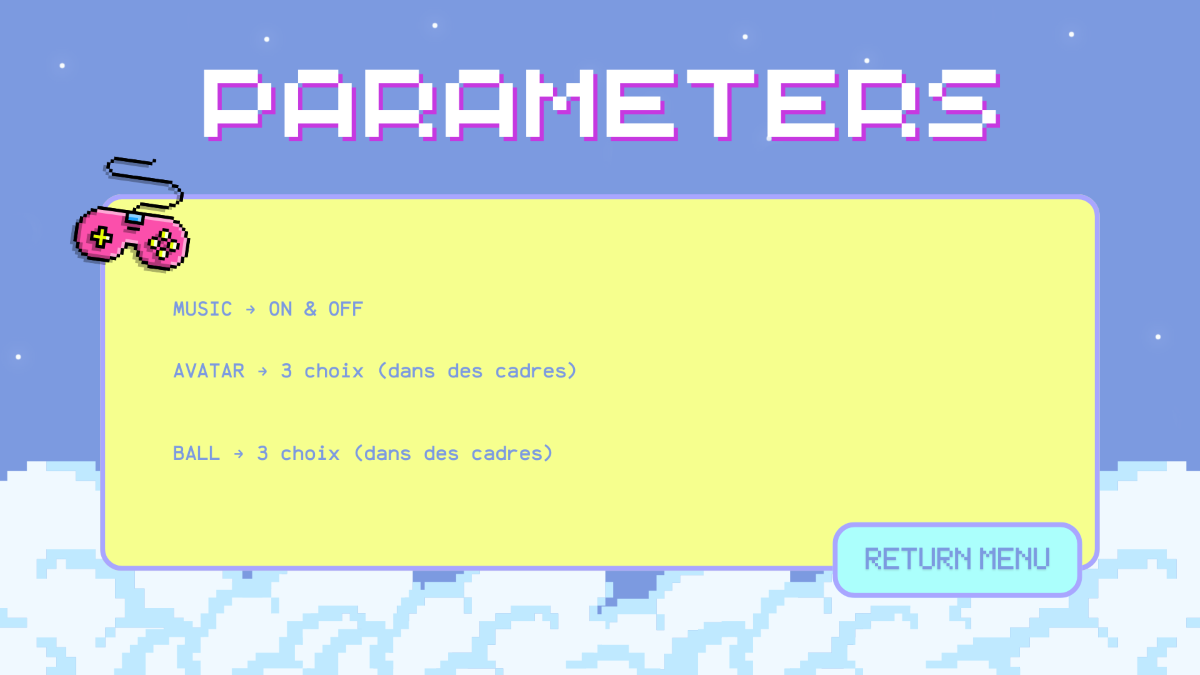 PARAMETERS
MUSIC → ON & OFF
AVATAR → 3 choix (dans des cadres)
BALL → 3 choix (dans des cadres)
RETURN MENU